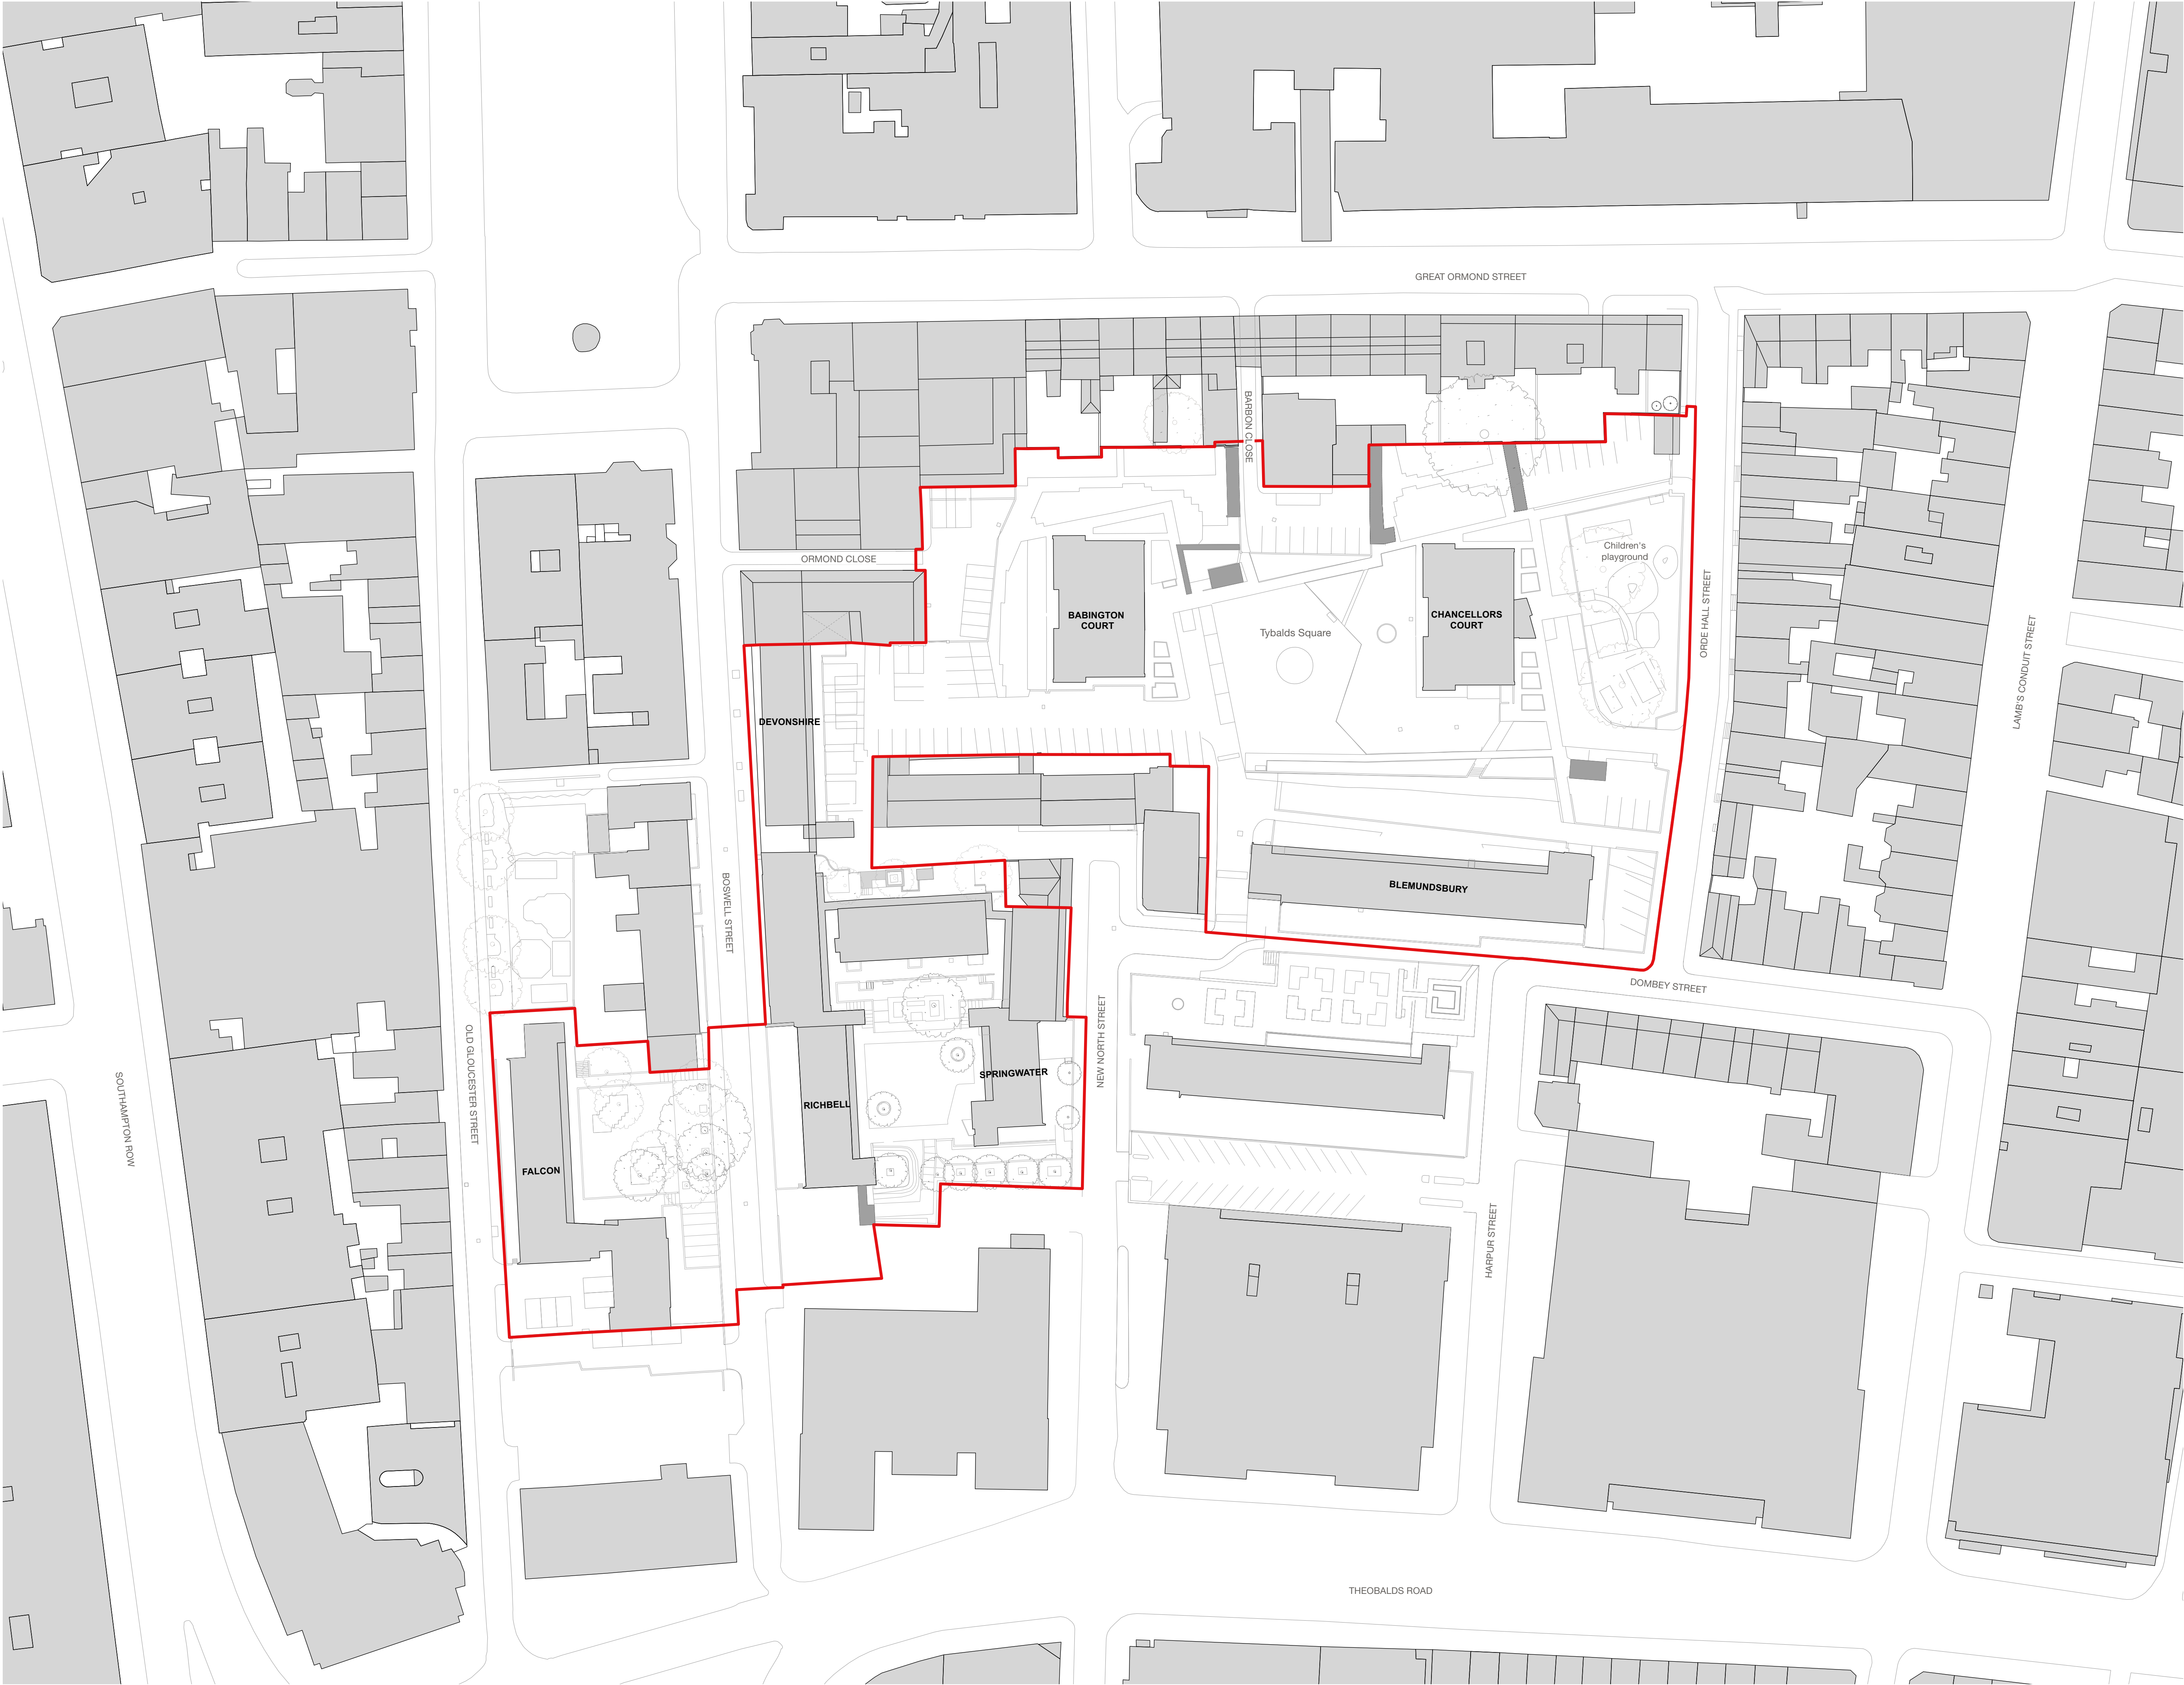 GREAT ORMOND STREET
BARBON CLOSE
ORMOND CLOSE
Children's
playground
BABINGTON
COURT
CHANCELLORS
COURT
Tybalds Square
ORDE HALL STREET
LAMB'S CONDUIT STREET
DEVONSHIRE
BOSWELL STREET
BLEMUNDSBURY
DOMBEY STREET
OLD GLOUCESTER STREET
NEW NORTH STREET
SOUTHAMPTON ROW
SPRINGWATER
RICHBELL
FALCON
HARPUR STREET
THEOBALDS ROAD